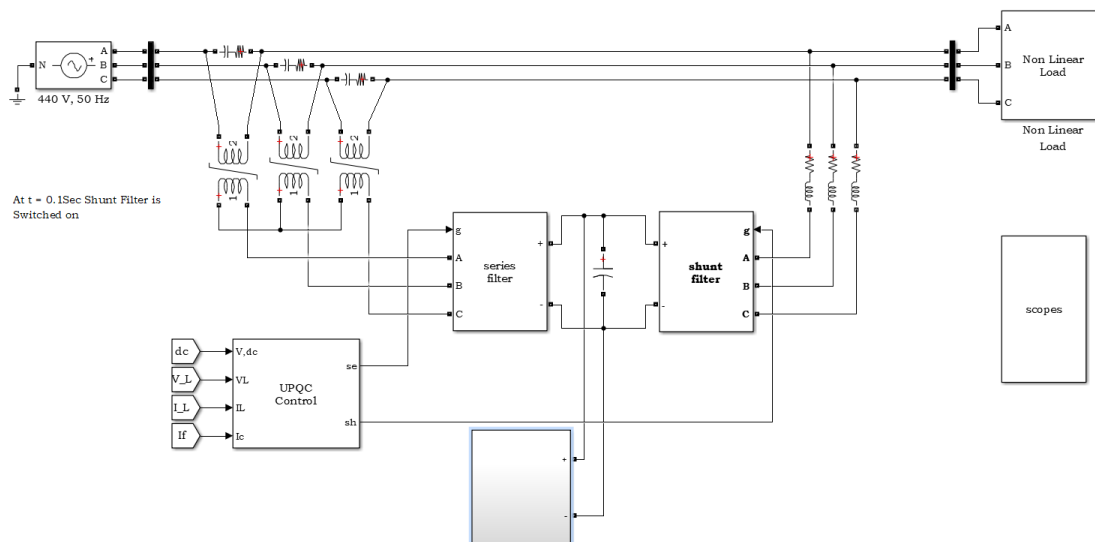 A
N
B
C
440 V, 50 Hz
A
B
C
Non Linear
Load
Non Linear
Load
2
2
2
1
1
1
At t = 0.1Sec Shunt Filter is
Switched on
g
A
B
C
series
filter
+
-
+
-
shunt
filter
g
A
B
C
scopes
dc
V_L
I_L
If
V,dc
VL
IL
Ic
UPQC
Control
se
sh
+
-